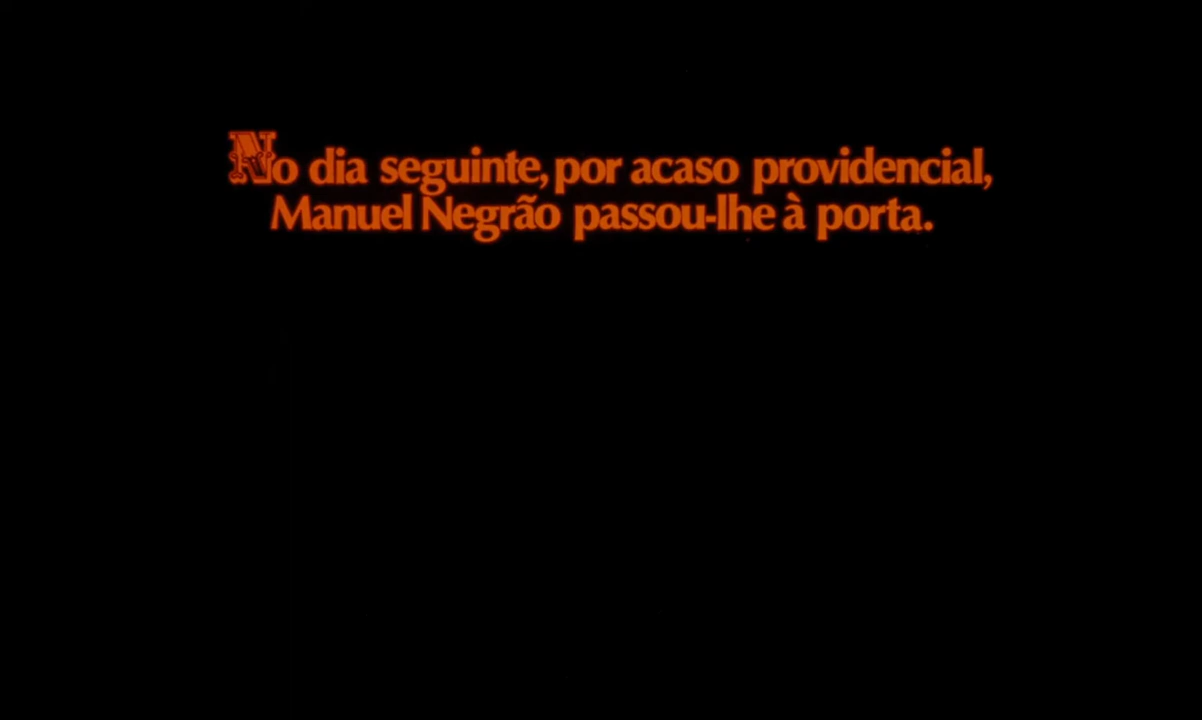 No dia seguinte, por acaso providencial,
Manuel Negrão passou-lhe à porta.